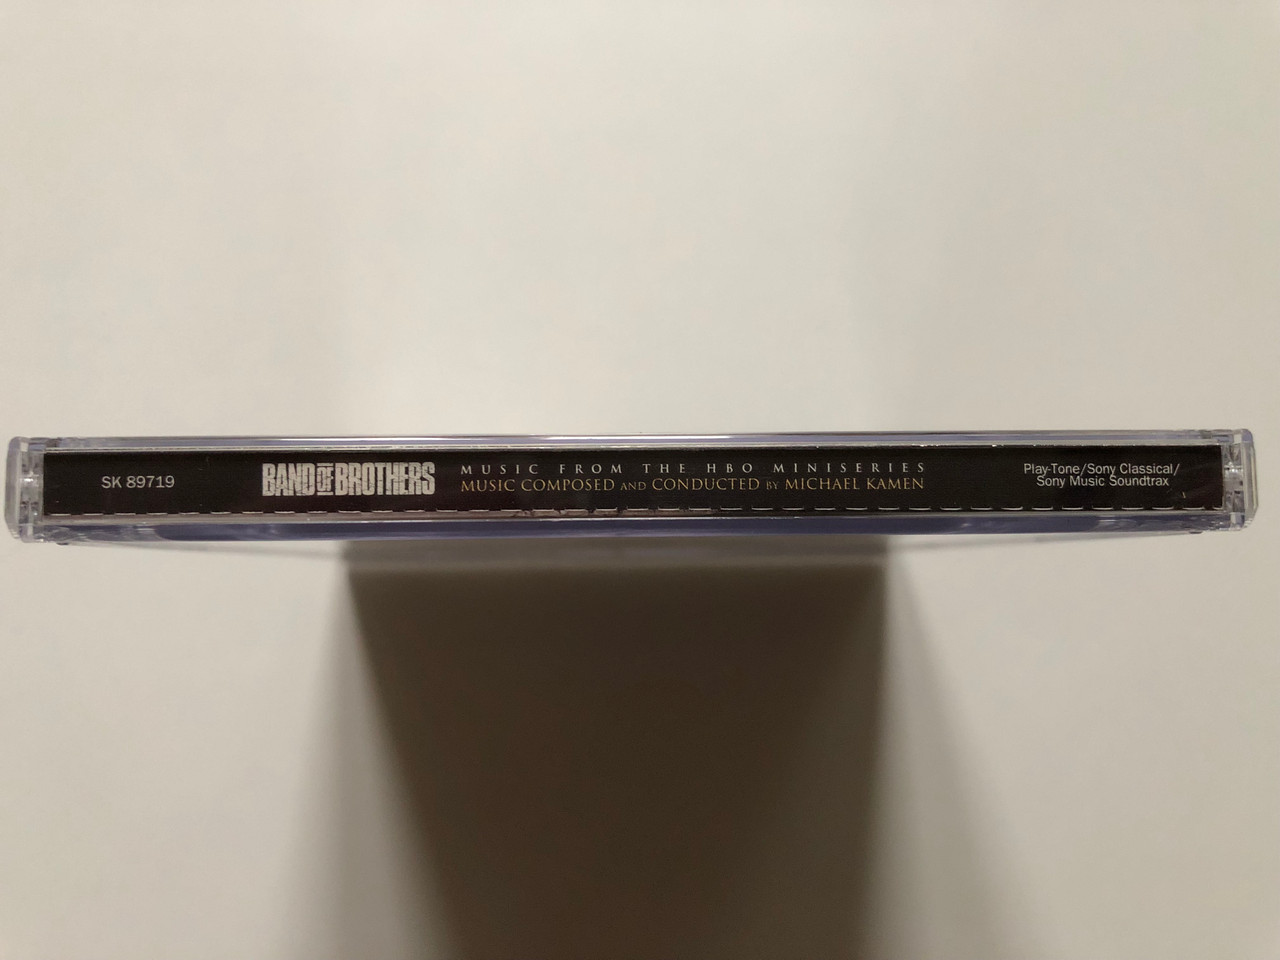 SK 89719
BAND OF BROTHERS
MUSIC FROM THE HBO MINISERIES
MUSIC COMPOSED AND CONDUCTED BY MICHAEL KAMEN
Play-Tone/Sony Classical/
Sony Music Soundtrax